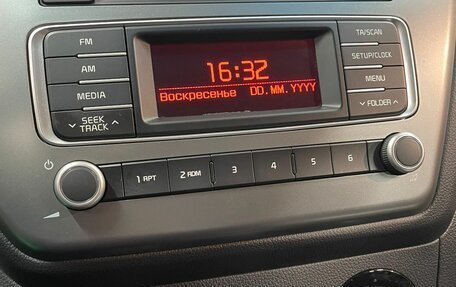 FM
AM
MEDIA
SEEK
TRACK
16:32
Воскресенье DD.MM.YYYY
TA/SCAN
SETUP/CLOCK
MENU
FOLDER
1 RPT
2 RDM
3
4
5
6